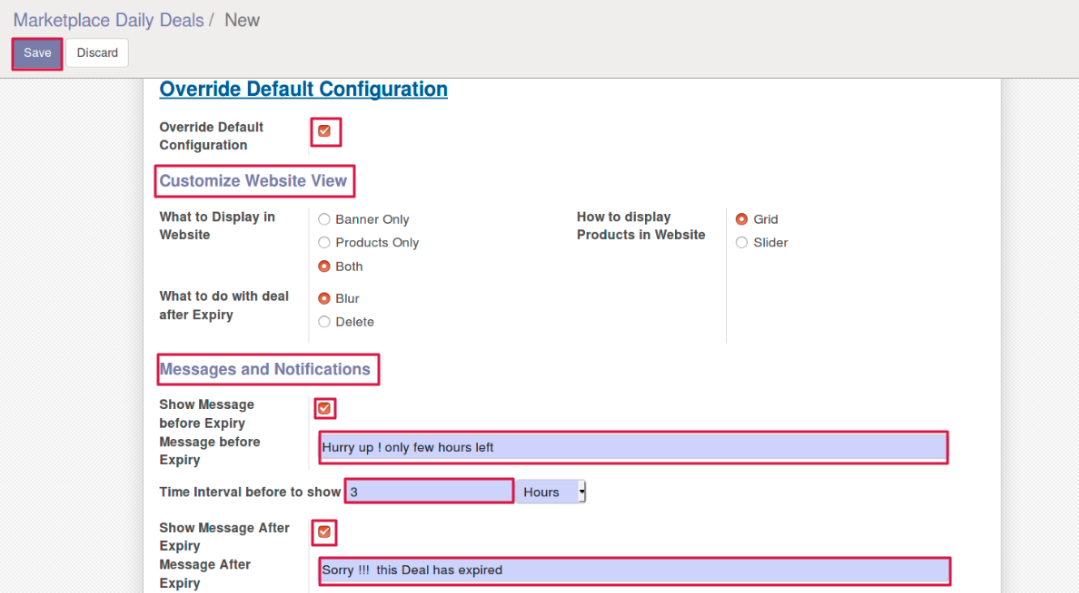 Marketplace Daily Deals / New
Save Discard
Override Default Configuration
Override Default
Configuration
Customize Website View
What to Display in
Website
Banner Only
Products Only
Both
How to display
Products in Website
Grid
Slider
What to do with deal
after Expiry
Blur
Delete
Messages and Notifications
Show Message
before Expiry
Message before
Expiry
Hurry up ! only few hours left
Time Interval before to show 3 Hours
Show Message After
Expiry
Message After
Expiry
Sorry !!! this Deal has expired